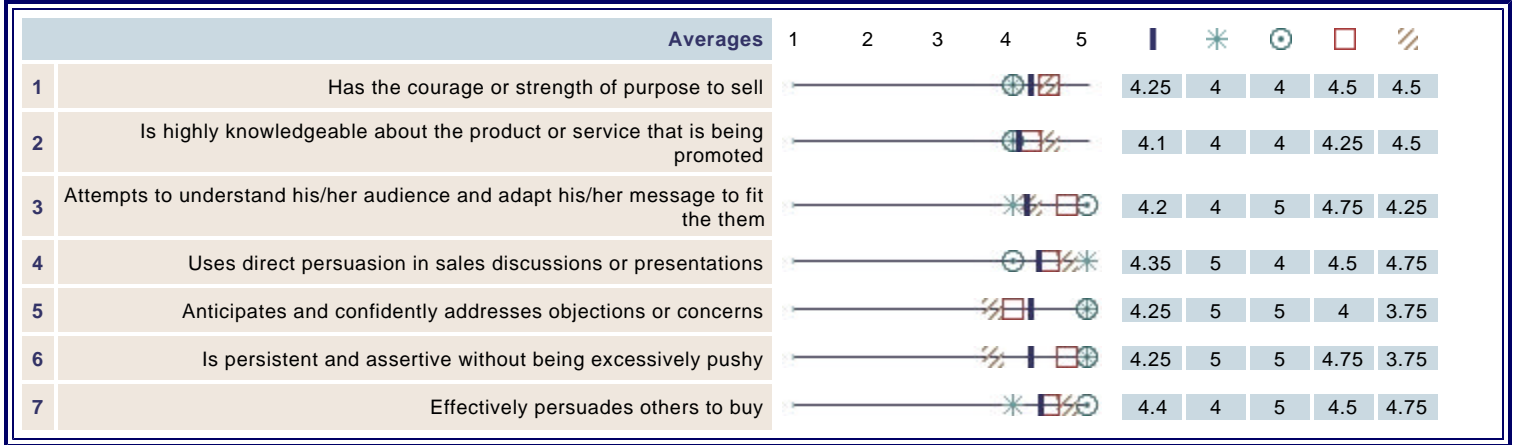 Averages 1 2 3 4 5
1 Has the courage or strength of purpose to sell 4.25 4 4 4.5 4.5
Is highly knowledgeable about the product or service that is being
2 promoted 4.1 4 4 4.25 4.5
Attempts to understand his/her audience and adapt his/her message to fit
3 the them 4.2 4 5 4.75 4.25
4 Uses direct persuasion in sales discussions or presentations 4.35 5 4 4.5 4.75
5 Anticipates and confidently addresses objections or concerns 4.25 5 5 4 3.75
6 Is persistent and assertive without being excessively pushy 4.25 5 5 4.75 3.75
7 Effectively persuades others to buy 4.4 4 5 4.5 4.75